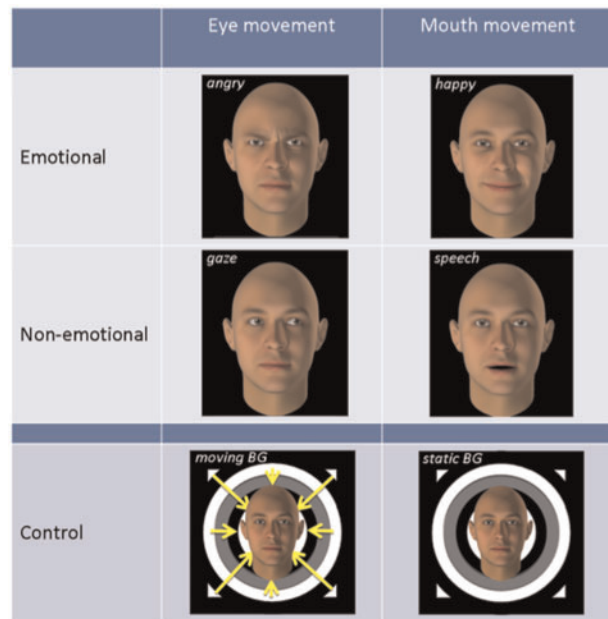 Eye movement
Mouth movement
Emotional
angry
happy
Non-emotional
gaze
speech
Control
moving BG
static BG